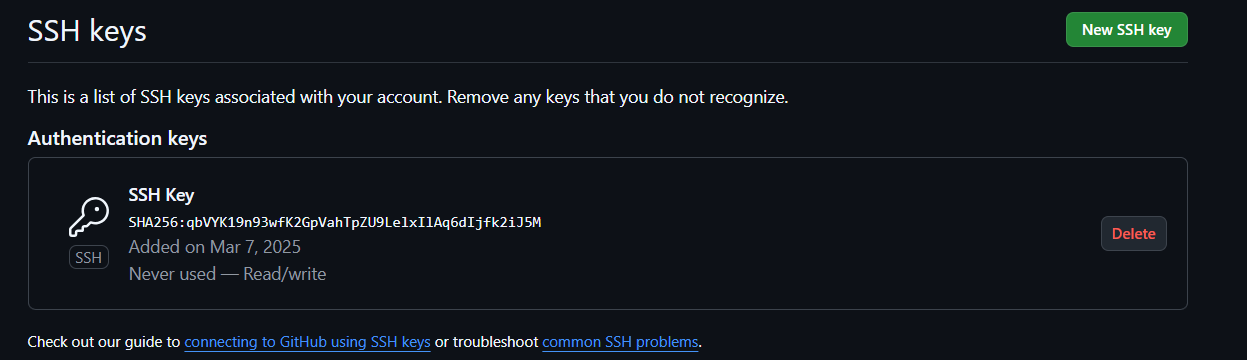 SSH keys
New SSH key
This is a list of SSH keys associated with your account. Remove any keys that you do not recognize.
Authentication keys
SSH Key
SHA256:qbVYK19n93wfK2GpVahTpZU9LelxIlAq6dIjfk2iJ5M
Added on Mar 7, 2025
Never used — Read/write
SSH
Delete
Check out our guide to connecting to GitHub using SSH keys or troubleshoot common SSH problems.